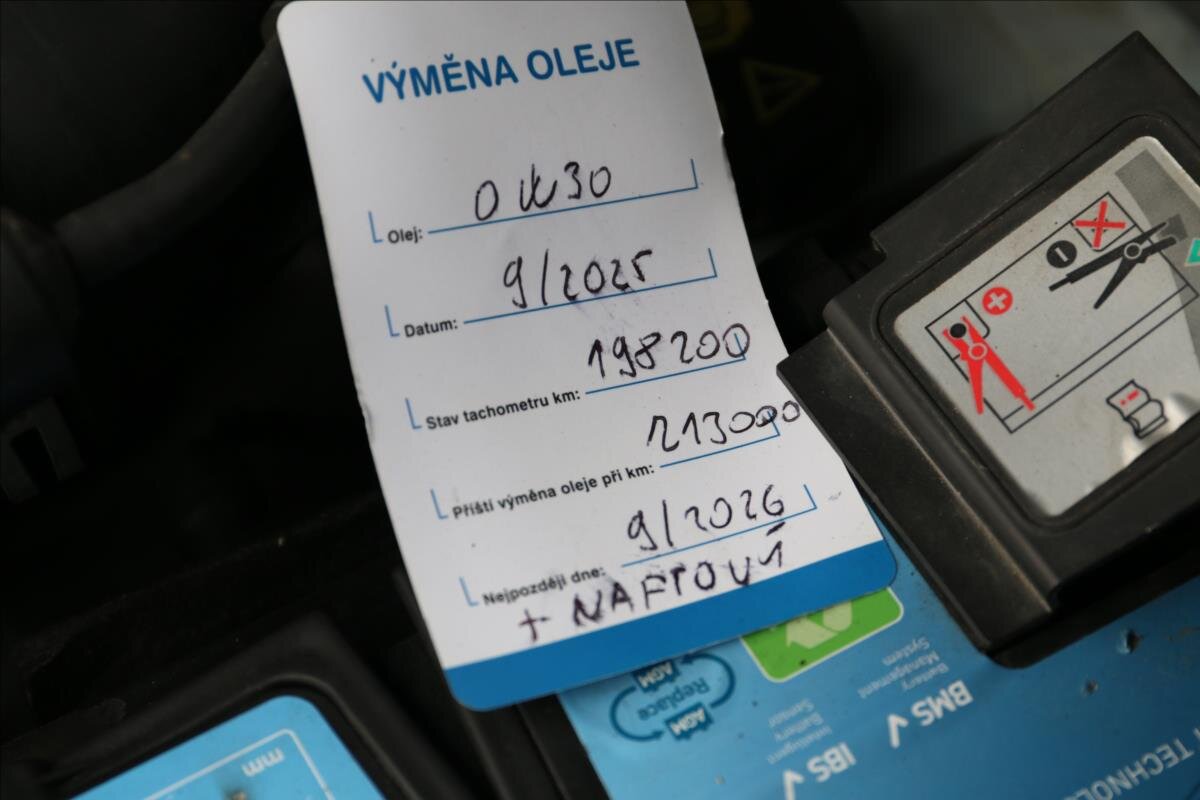 VÝMĚNA OLEJE
Olej: 0W30
Datum: 9/2025
Stav tachometru km: 198200
Příští výměna oleje při km: 213000
Nejpozději dne: 9/2026
+ NAFTOVÝ
AGM
Replace
AGM
Intelligent
Battery
Sensor
IBS ✓
Battery
Management
System
BMS ✓
mm